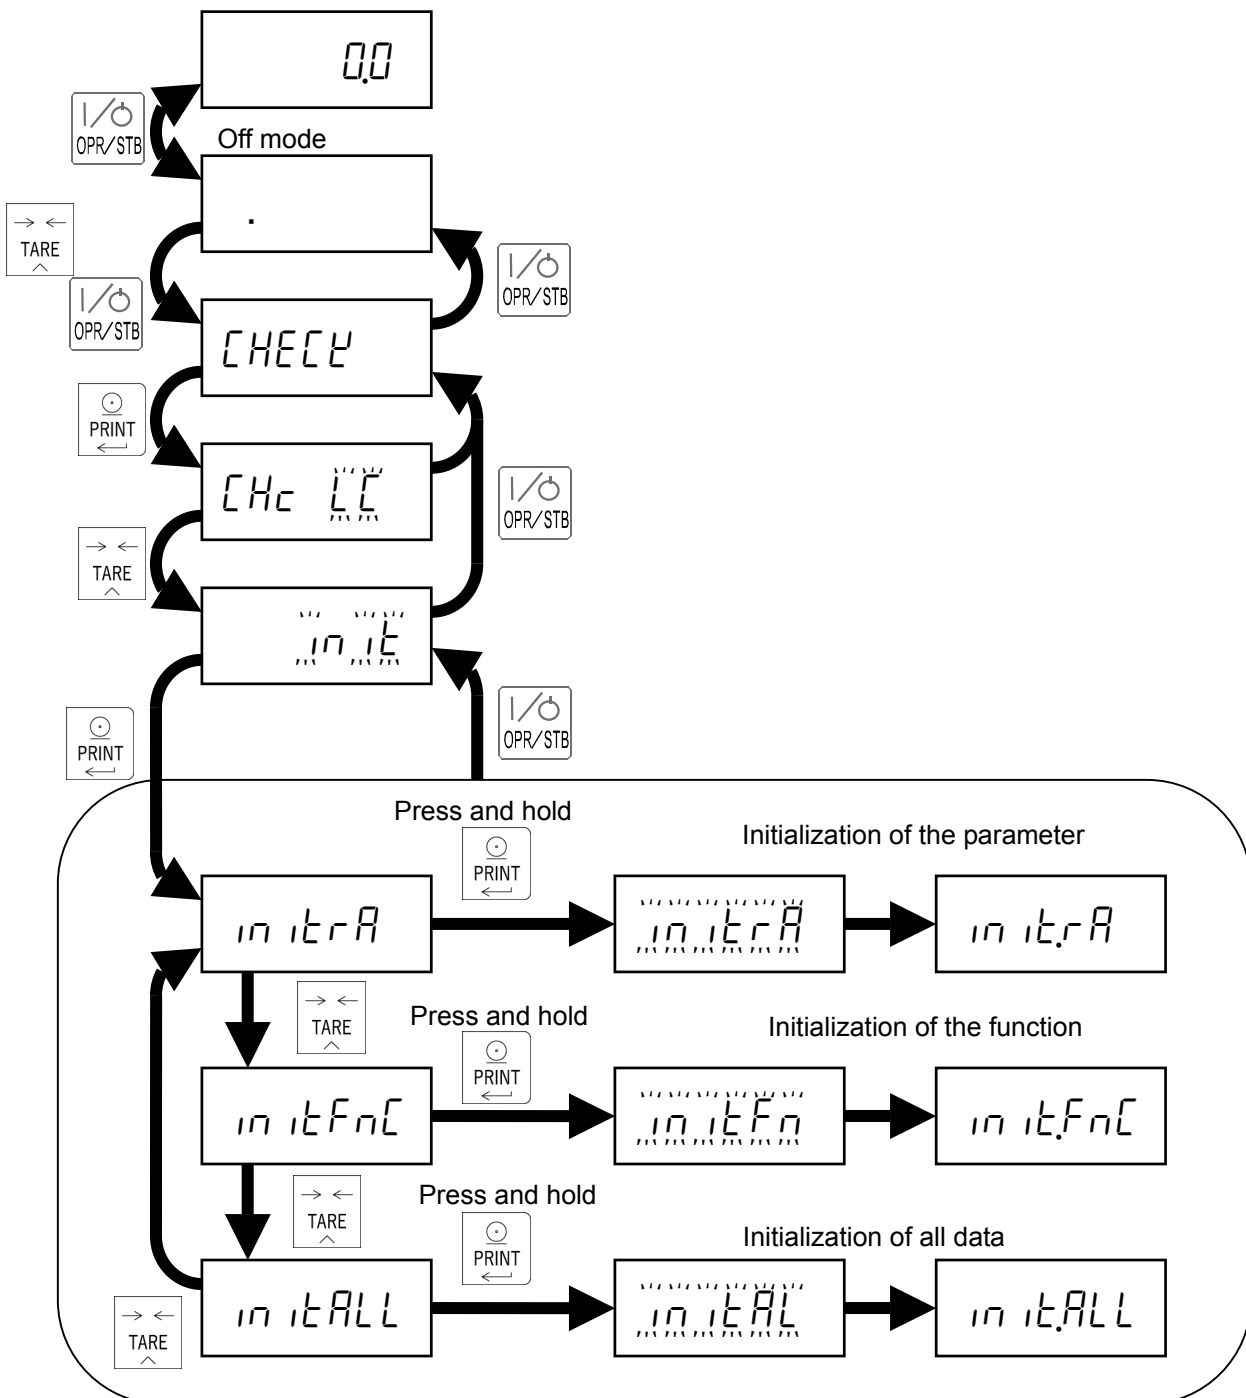 0.0
OPR/STB
Off mode
.
TARE
OPR/STB
OPR/STB
CHECK
PRINT
CHc LC
OPR/STB
TARE
init
PRINT
OPR/STB
Press and hold
PRINT
Initialization of the parameter
initrA
initrA
init.rA
TARE
Press and hold
PRINT
Initialization of the function
initFnC
initFn
init.FnC
TARE
Press and hold
PRINT
Initialization of all data
initALL
initAL
init.ALL
TARE